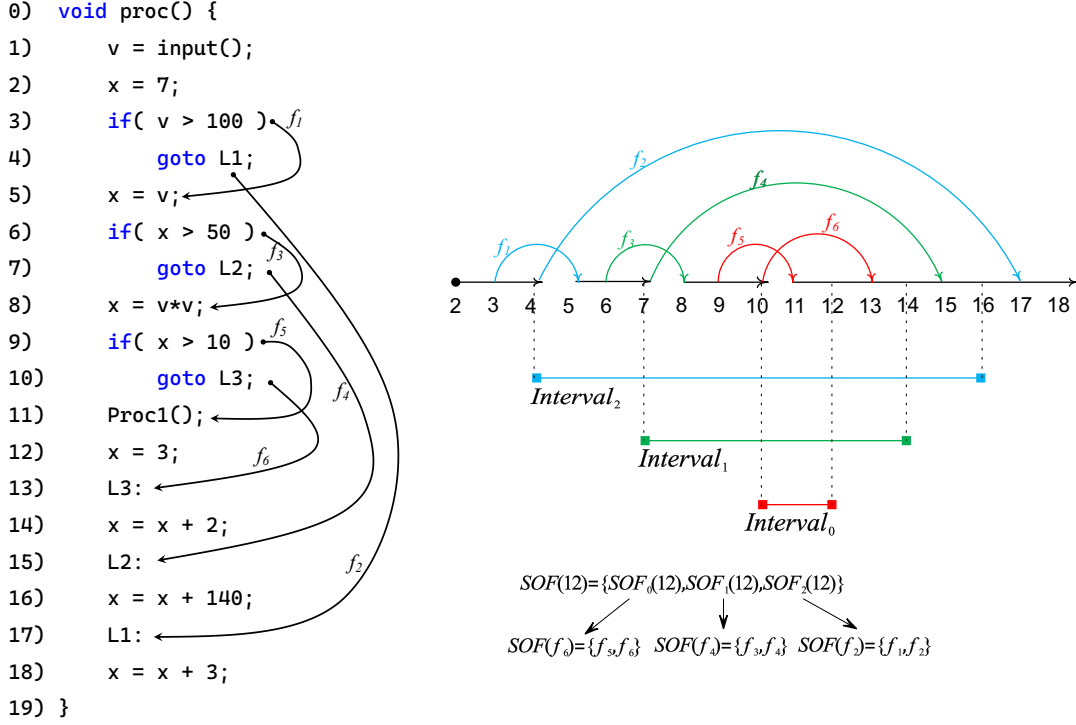 0) void proc() {
1) v = input();
2) x = 7;
3) if( v > 100 )
f1
4) goto L1;
5) x = v;
6) if( x > 50 )
f3
7) goto L2;
8) x = v*v;
f5
9) if( x > 10 )
10) goto L3;
f4
11) Proc1();
12) x = 3;
f6
13) L3:
14) x = x + 2;
15) L2:
f2
16) x = x + 140;
17) L1:
18) x = x + 3;
19) }
f2
f4
f1 f3 f5 f6
2 3 4 5 6 7 8 9 10 11 12 13 14 15 16 17 18
Interval2
Interval1
Interval0
SOF(12)={SOF0(12),SOF1(12),SOF2(12)}
SOF(f6)={f5,f6} SOF(f4)={f3,f4} SOF(f2)={f1,f2}